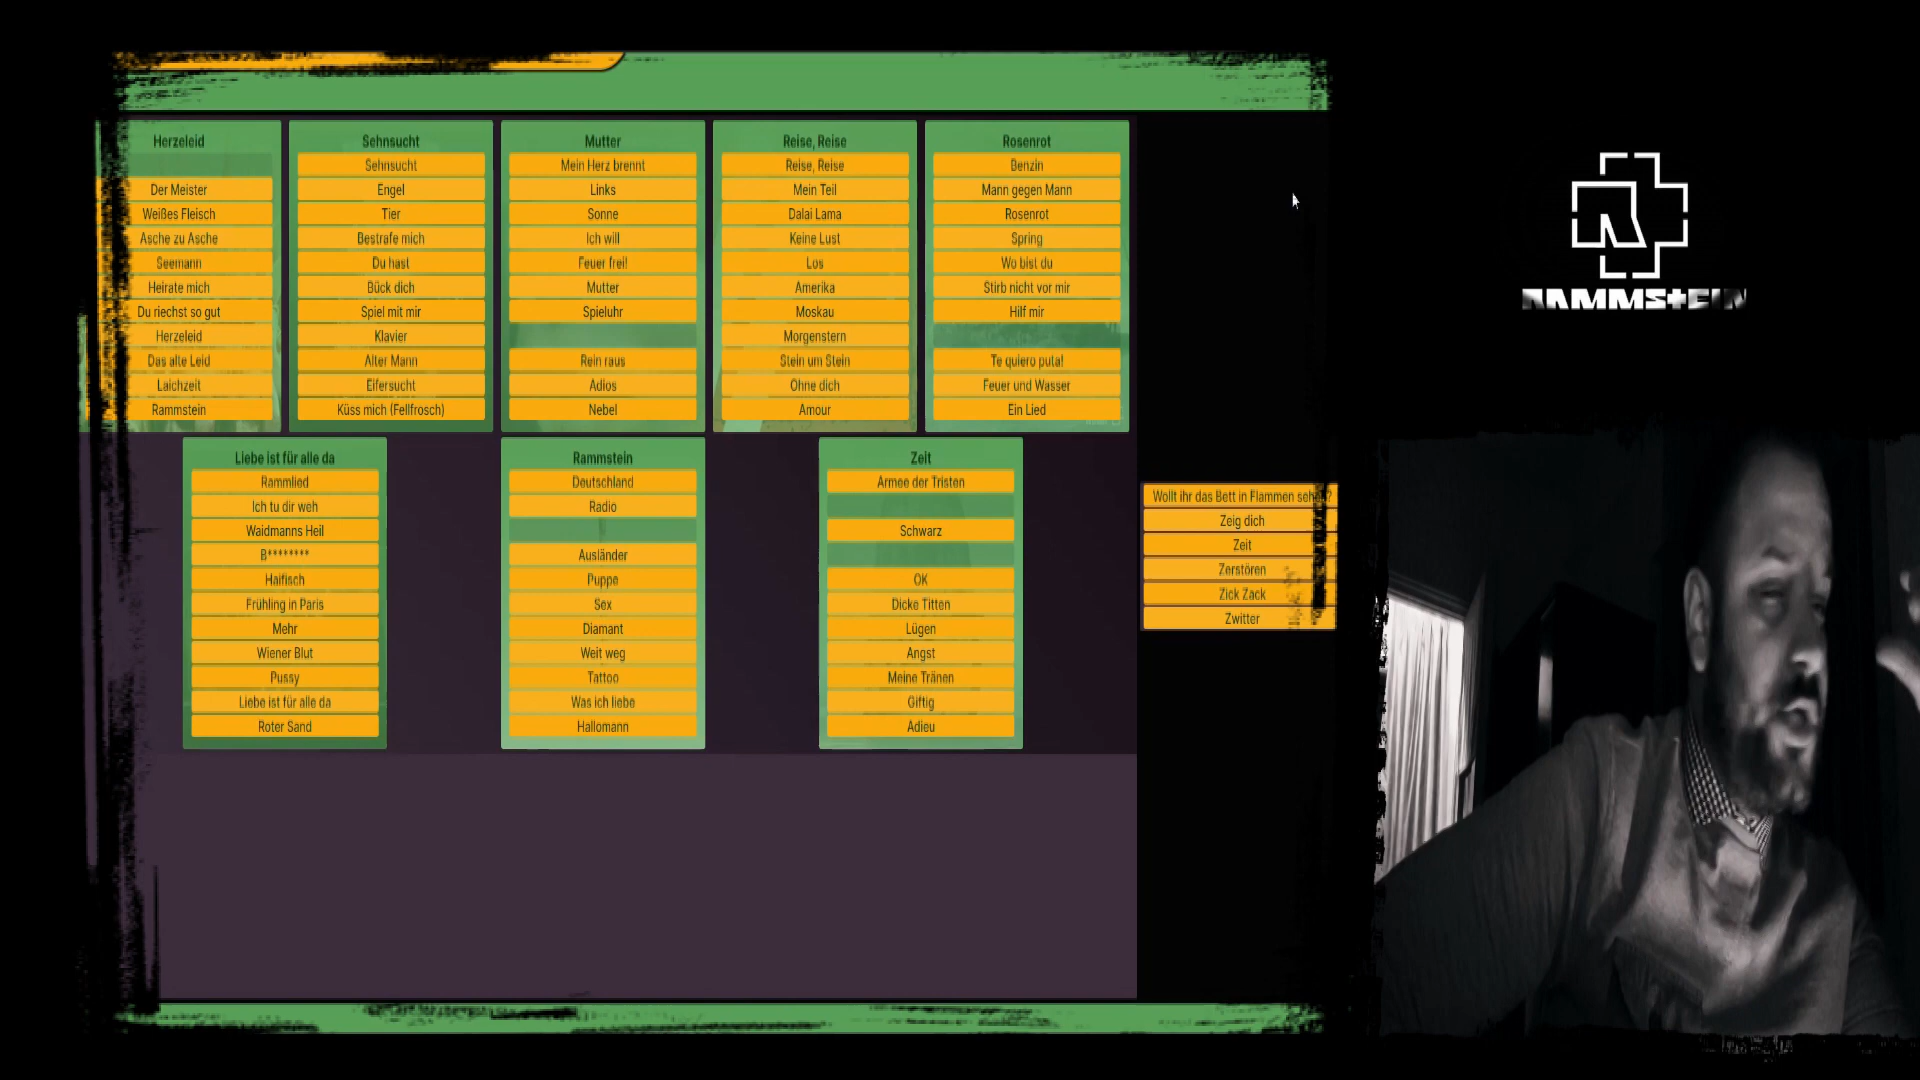 Herzeleid
Der Meister
Weißes Fleisch
Asche zu Asche
Seemann
Heirate mich
Du riechst so gut
Herzeleid
Das alte Leid
Laichzeit
Rammstein
Sehnsucht
Sehnsucht
Engel
Tier
Bestrafe mich
Du hast
Bück dich
Spiel mit mir
Klavier
Alter Mann
Eifersucht
Küss mich (Fellfrosch)
Mutter
Mein Herz brennt
Links
Sonne
Ich will
Feuer frei!
Mutter
Spieluhr
Rein raus
Adios
Nebel
Reise, Reise
Reise, Reise
Mein Teil
Dalai Lama
Keine Lust
Los
Amerika
Moskau
Morgenstern
Stein um Stein
Ohne dich
Amour
Rosenrot
Benzin
Mann gegen Mann
Rosenrot
Spring
Wo bist du
Stirb nicht vor mir
Hilf mir
Te quiero puta!
Feuer und Wasser
Ein Lied
Liebe ist für alle da
Rammlied
Ich tu dir weh
Waidmanns Heil
B********
Haifisch
Frühling in Paris
Mehr
Wiener Blut
Pussy
Liebe ist für alle da
Roter Sand
Rammstein
Deutschland
Radio
Ausländer
Puppe
Sex
Diamant
Weit weg
Tattoo
Was ich liebe
Hallomann
Zeit
Armee der Tristen
Schwarz
OK
Dicke Titten
Lügen
Angst
Meine Tränen
Giftig
Adieu
Wollt ihr das Bett in Flammen sehen?
Zeig dich
Zeit
Zerstören
Zick Zack
Zwitter
RAMMSTEIN